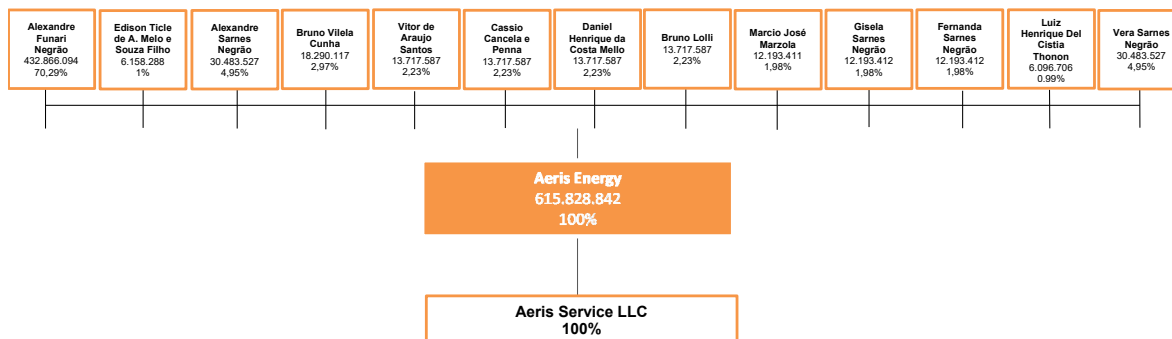 Alexandre
Funari
Negrão
432.866.094
70,29%
Edison Ticle
de A. Melo e
Souza Filho
6.158.288
1%
Alexandre
Sarnes
Negrão
30.483.527
4,95%
Bruno Vilela
Cunha
18.290.117
2,97%
Vitor de
Araujo
Santos
13.717.587
2,23%
Cassio
Cancela e
Penna
13.717.587
2,23%
Daniel
Henrique da
Costa Mello
13.717.587
2,23%
Bruno Lolli
13.717.587
2,23%
Marcio José
Marzola
12.193.411
1,98%
Gisela
Sarnes
Negrão
12.193.412
1,98%
Fernanda
Sarnes
Negrão
12.193.412
1,98%
Luiz
Henrique Del
Cistia
Thonon
6.096.706
0.99%
Vera Sarnes
Negrão
30.483.527
4,95%
Aeris Energy
615.828.842
100%
Aeris Service LLC
100%